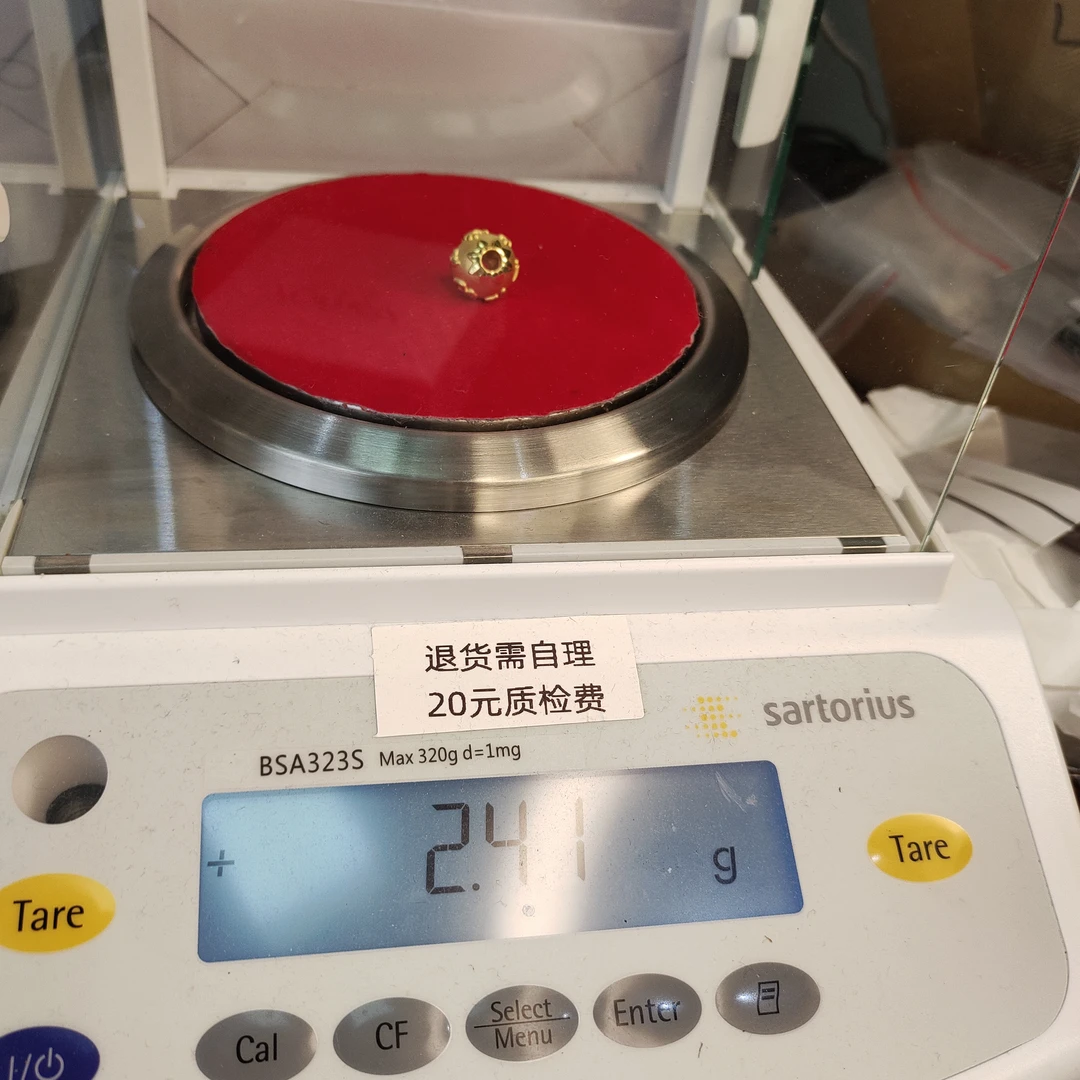 退货需自理
20元质检费
sartorius
BSA323S Max 320g d=1mg
+ 2.41 g
Tare
Tare
I/⏻
Cal
CF
Select
Menu
Enter